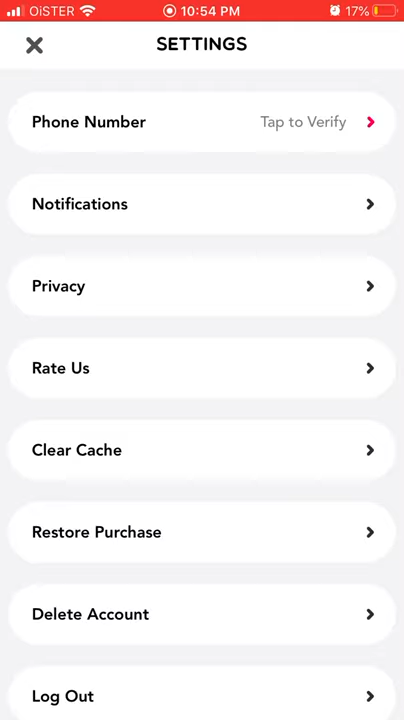 OiSTER 10:54 PM 17%
SETTINGS
Phone Number Tap to Verify
Notifications
Privacy
Rate Us
Clear Cache
Restore Purchase
Delete Account
Log Out